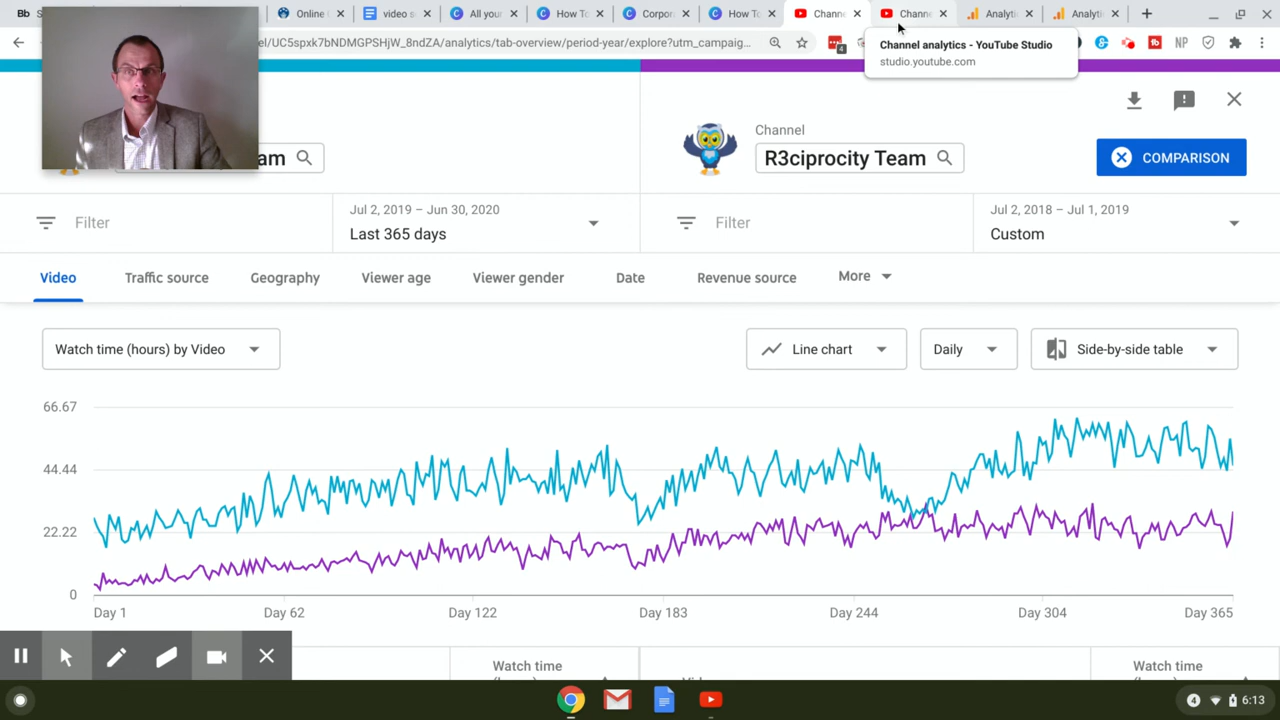 Bb
Online
video s
All you
How To
Corpor
How To
Channe
Channe
Analyti
Analyti
el/UC5spxk7bNDMGPSHjW_8ndZA/analytics/tab-overview/period-year/explore?utm_campaig...
4
NP
Channel analytics - YouTube Studio
studio.youtube.com
am
Channel
R3ciprocity Team
COMPARISON
Filter
Jul 2, 2019 – Jun 30, 2020
Last 365 days
Filter
Jul 2, 2018 – Jul 1, 2019
Custom
Video Traffic source Geography Viewer age Viewer gender Date Revenue source More
Watch time (hours) by Video
Line chart
Daily
Side-by-side table
66.67
44.44
22.22
0
Day 1 Day 62 Day 122 Day 183 Day 244 Day 304 Day 365
Watch time
Watch time
4
6:13